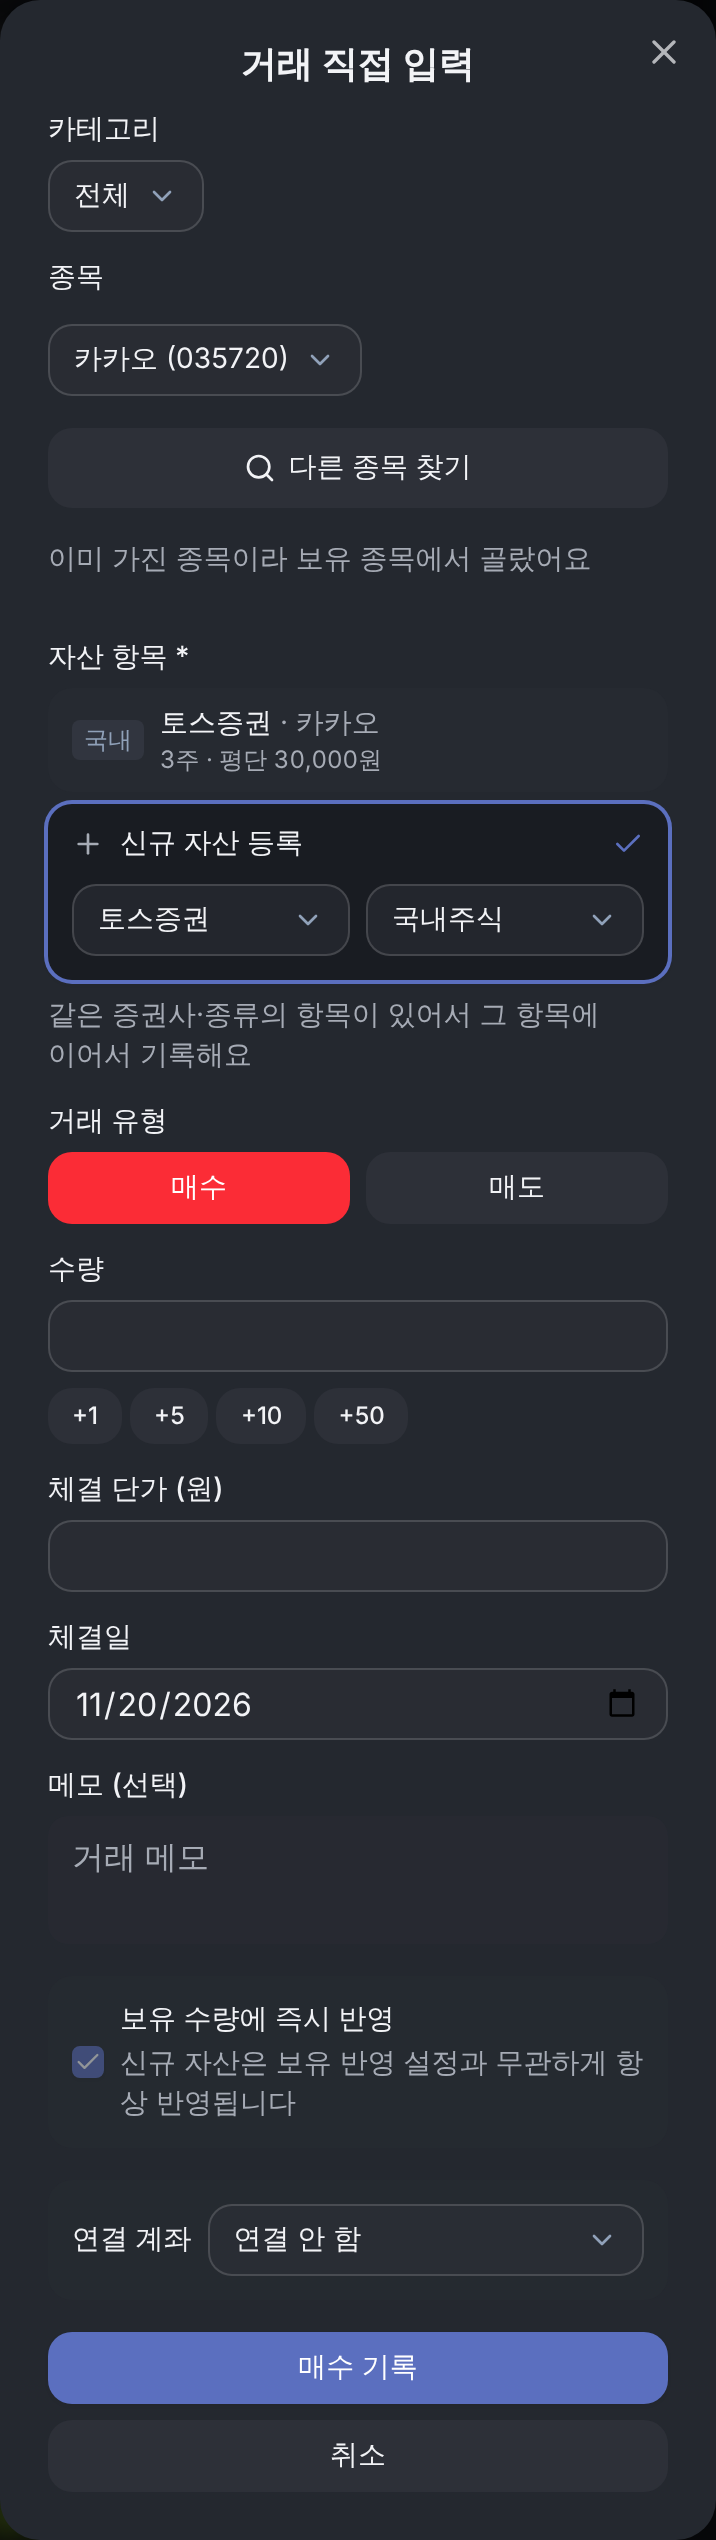 거래 직접 입력
카테고리
전체
종목
카카오 (035720)
다른 종목 찾기
이미 가진 종목이라 보유 종목에서 골랐어요
자산 항목 *
국내
토스증권 · 카카오
3주 · 평단 30,000원
신규 자산 등록
토스증권
국내주식
같은 증권사·종류의 항목이 있어서 그 항목에
이어서 기록해요
거래 유형
매수
매도
수량
+1
+5
+10
+50
체결 단가 (원)
체결일
11/20/2026
메모 (선택)
거래 메모
보유 수량에 즉시 반영
신규 자산은 보유 반영 설정과 무관하게 항
상 반영됩니다
연결 계좌
연결 안 함
매수 기록
취소